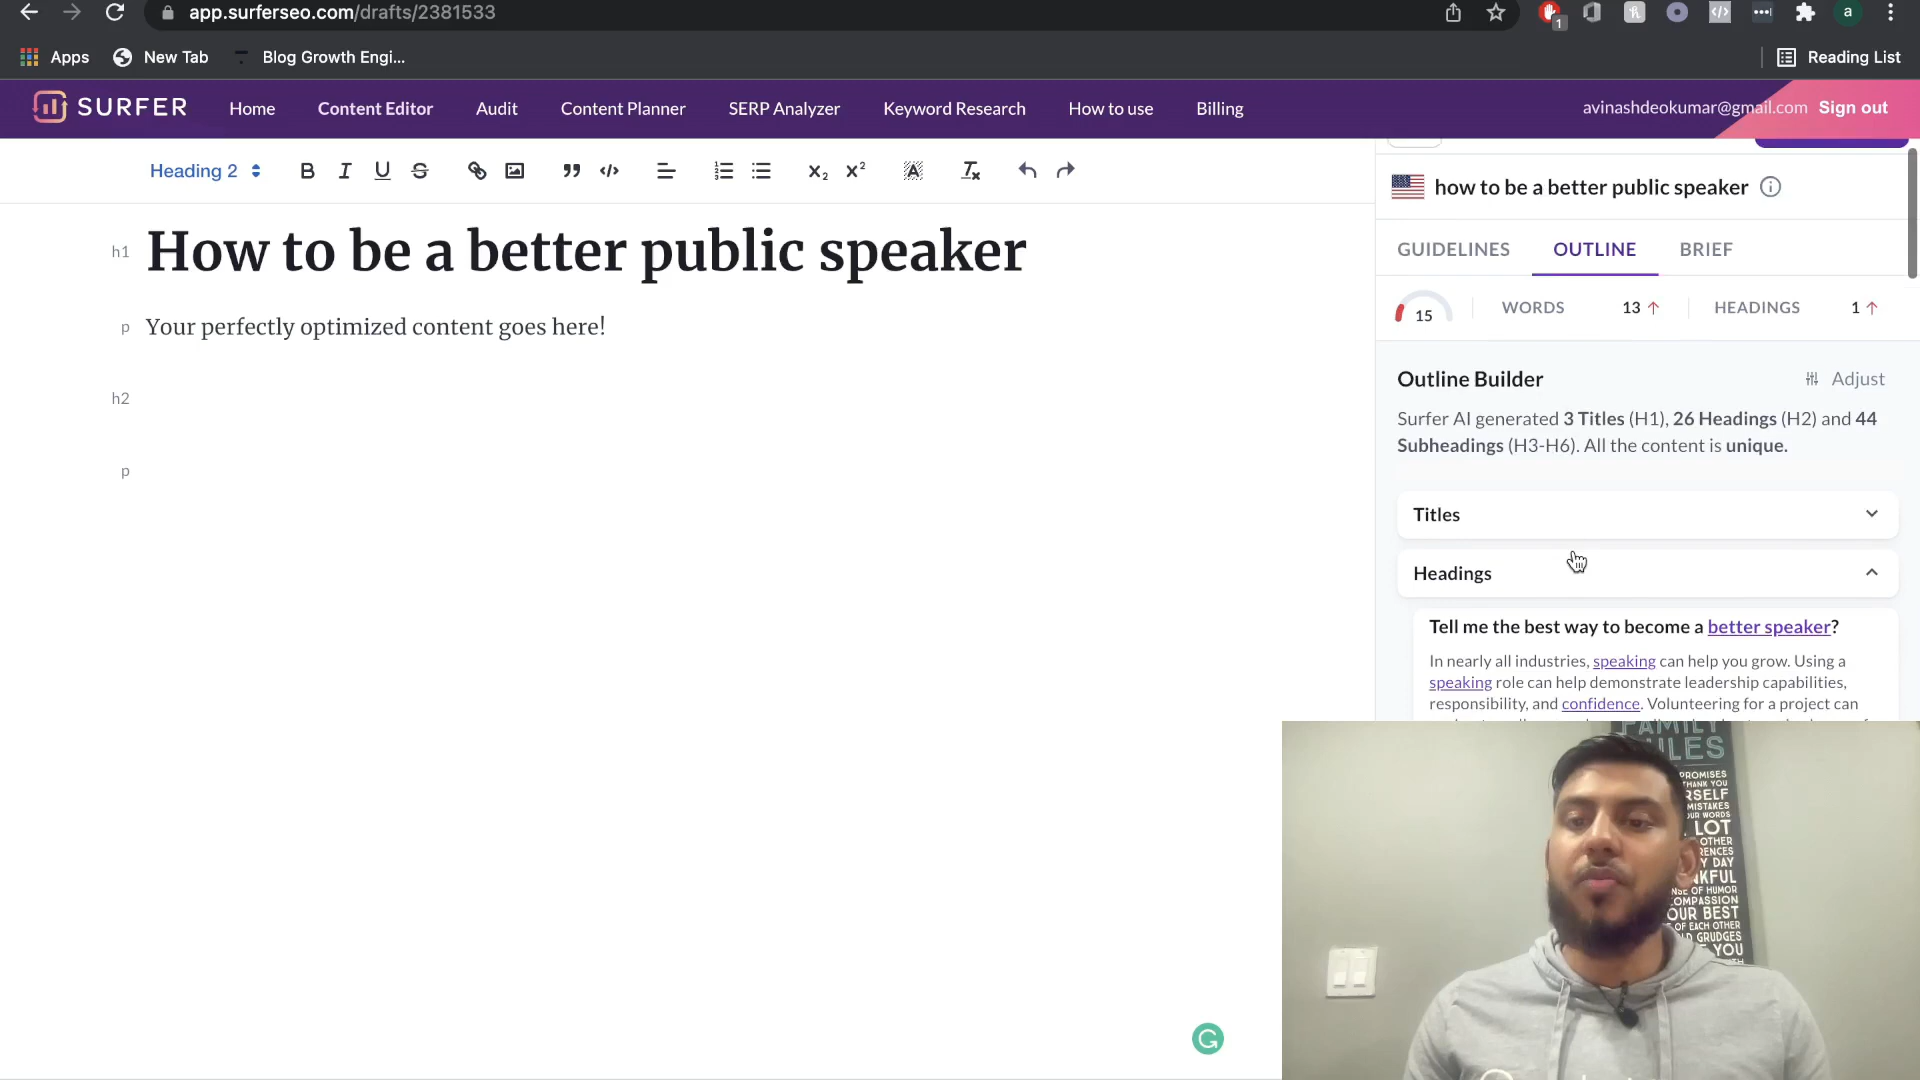 app.surferseo.com/drafts/2381533
1
a
Apps
New Tab
Blog Growth Engi...
Reading List
SURFER
Home
Content Editor
Audit
Content Planner
SERP Analyzer
Keyword Research
How to use
Billing
avinashdeokumar@gmail.com
Sign out
Heading 2
how to be a better public speaker
GUIDELINES
OUTLINE
BRIEF
15
WORDS
13
HEADINGS
1
h1
How to be a better public speaker
p
Your perfectly optimized content goes here!
h2
p
Outline Builder
Adjust
Surfer AI generated 3 Titles (H1), 26 Headings (H2) and 44
Subheadings (H3-H6). All the content is unique.
Titles
Headings
Tell me the best way to become a better speaker?
In nearly all industries, speaking can help you grow. Using a
speaking role can help demonstrate leadership capabilities,
responsibility, and confidence. Volunteering for a project can
FAMILY
PROMISES
THANK YOU
MISTAKES
OUR WORDS
LOT
OTHER
DAY
SENSE OF HUMOR
COMPASSION
YOUR BEST
OF EACH OTHER
GRUDGES
YOU